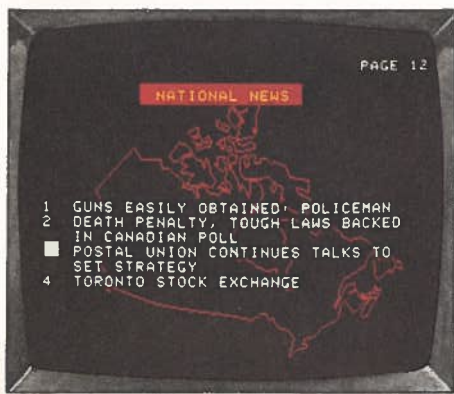 PAGE 12
NATIONAL NEWS
1 GUNS EASILY OBTAINED' POLICEMAN
2 DEATH PENALTY, TOUGH LAWS BACKED
IN CANADIAN POLL
POSTAL UNION CONTINUES TALKS TO
SET STRATEGY
4 TORONTO STOCK EXCHANGE